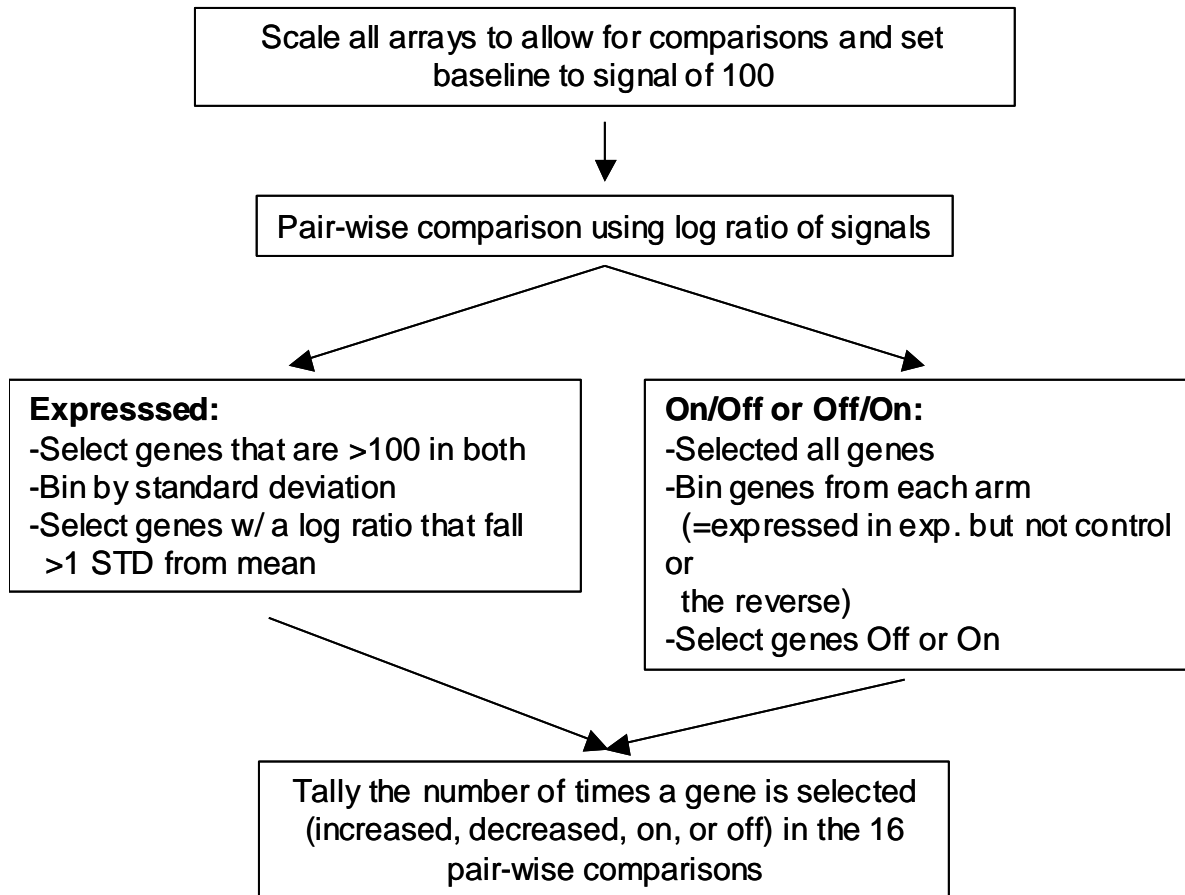 Scale all arrays to allow for comparisons and set
baseline to signal of 100
Pair-wise comparison using log ratio of signals
Expresssed:
-Select genes that are >100 in both
-Bin by standard deviation
-Select genes w/ a log ratio that fall
>1 STD from mean
On/Off or Off/On:
-Selected all genes
-Bin genes from each arm
(=expressed in exp. but not control
or
the reverse)
-Select genes Off or On
Tally the number of times a gene is selected
(increased, decreased, on, or off) in the 16
pair-wise comparisons